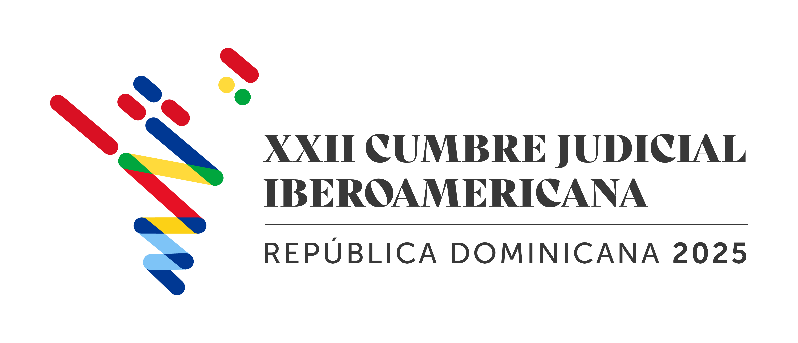 XXII CUMBRE JUDICIAL
IBEROAMERICANA
REPÚBLICA DOMINICANA 2025